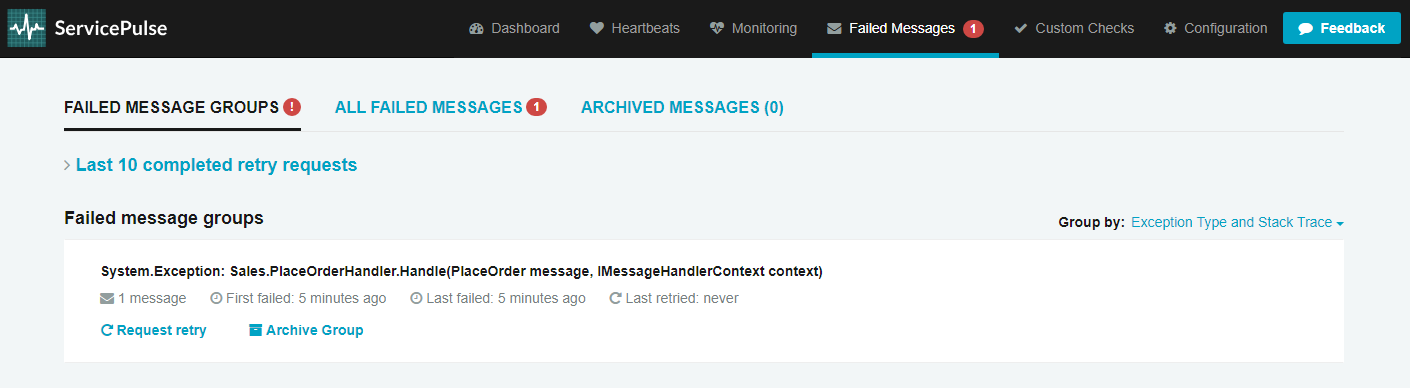 ServicePulse Dashboard Heartbeats Monitoring Failed Messages 1 Custom Checks Configuration Feedback
FAILED MESSAGE GROUPS ! ALL FAILED MESSAGES 1 ARCHIVED MESSAGES (0)
Last 10 completed retry requests
Failed message groups
Group by: Exception Type and Stack Trace
System.Exception: Sales.PlaceOrderHandler.Handle(PlaceOrder message, IMessageHandlerContext context)
1 message First failed: 5 minutes ago Last failed: 5 minutes ago Last retried: never
Request retry Archive Group